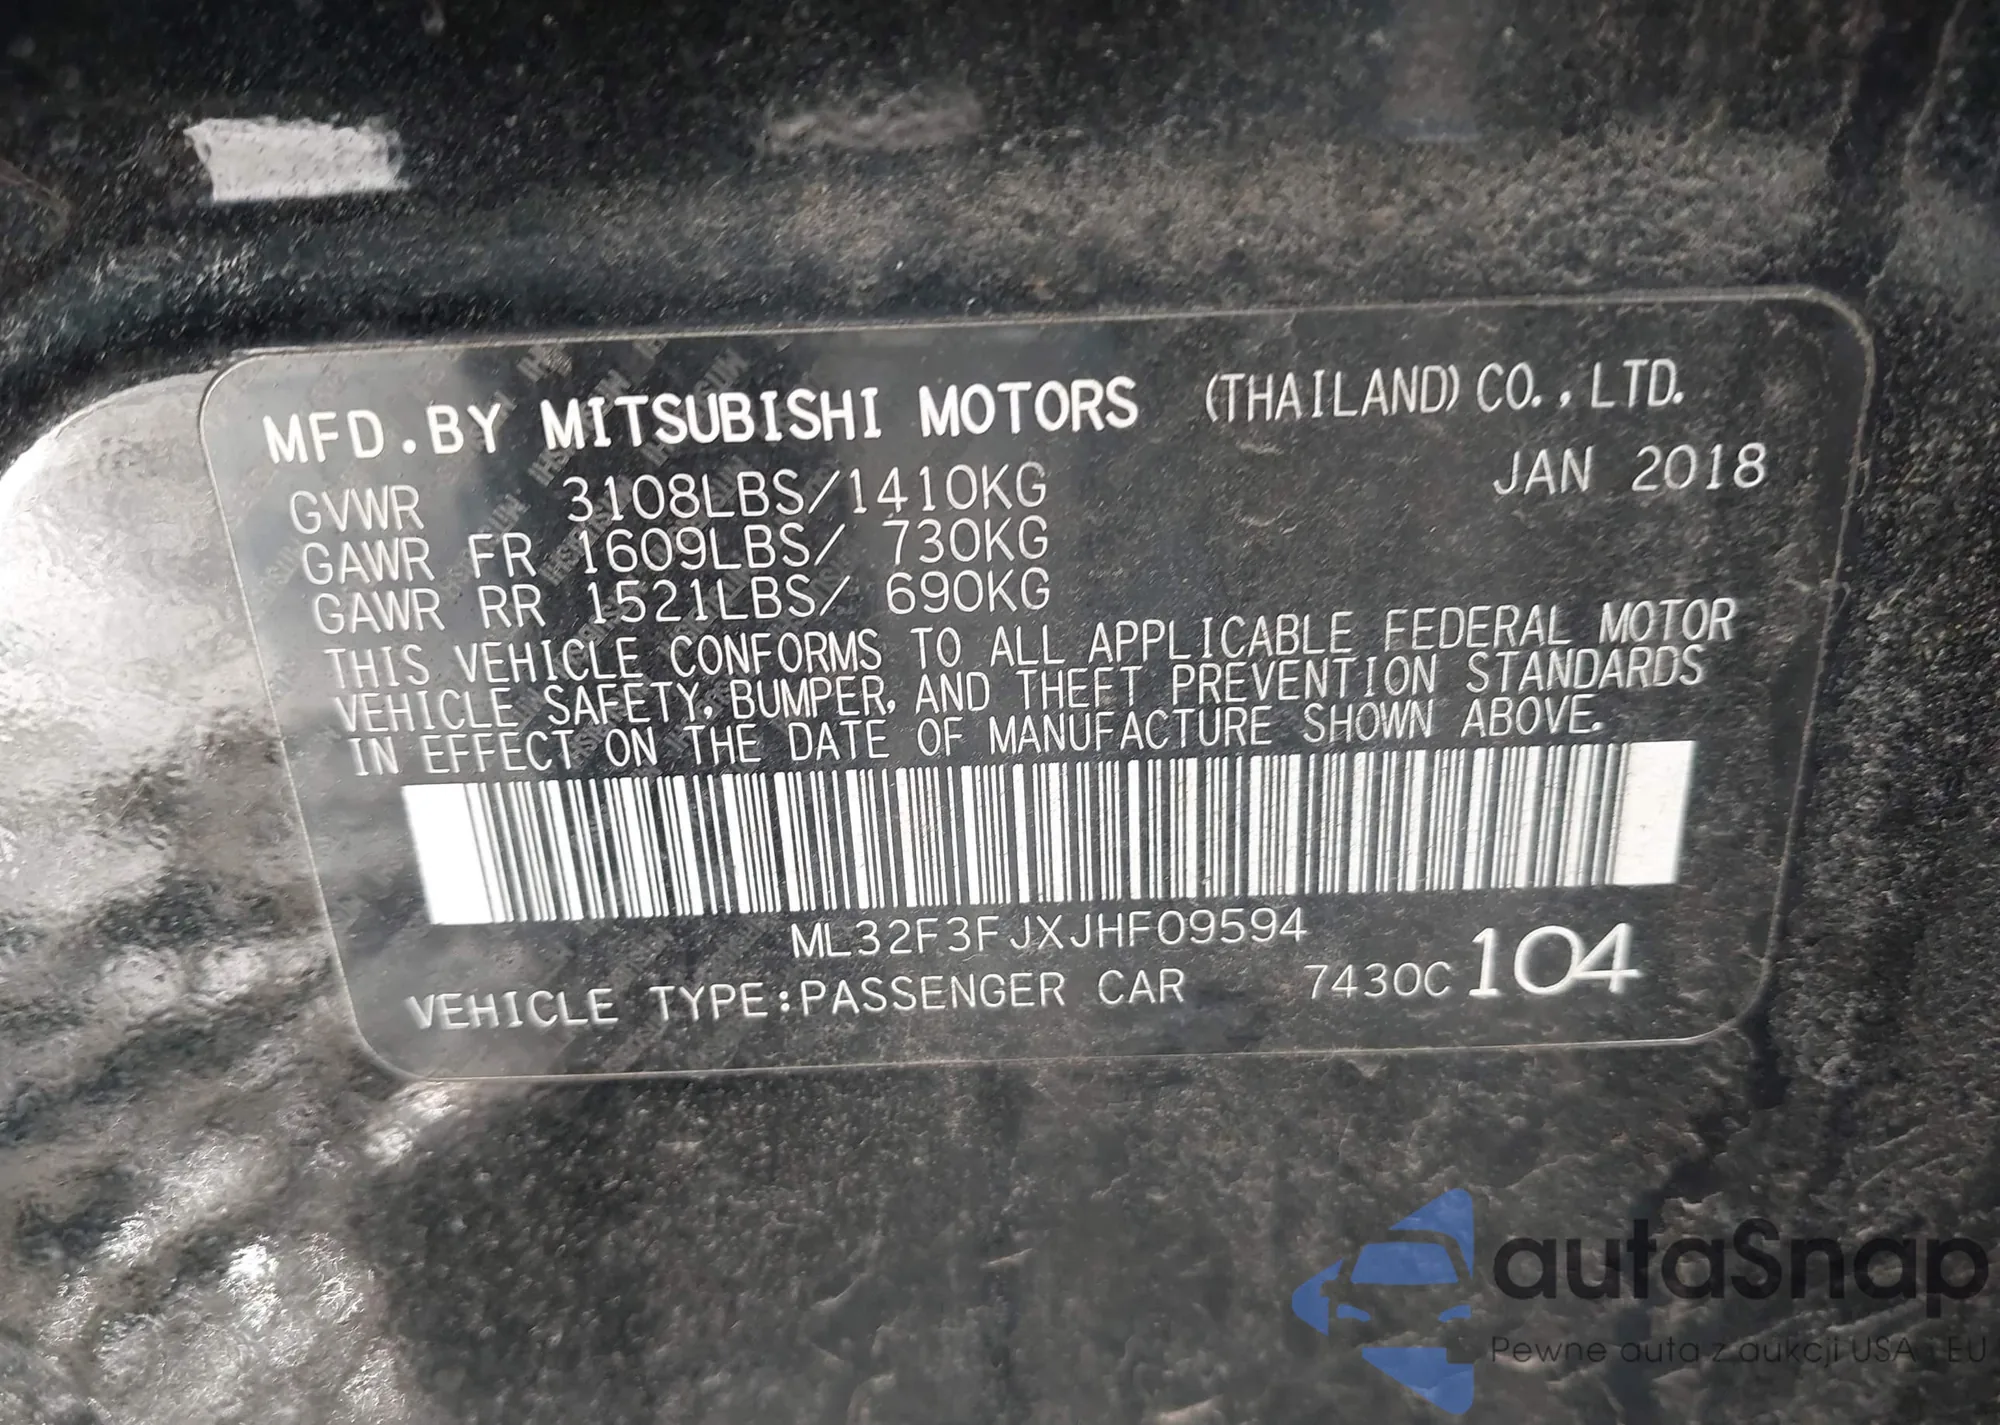 MFD.BY MITSUBISHI MOTORS (THAILAND) CO.,LTD.
JAN 2018
GVWR 3108LBS/1410KG
GAWR FR 1609LBS/ 730KG
GAWR RR 1521LBS/ 690KG
THIS VEHICLE CONFORMS TO ALL APPLICABLE FEDERAL MOTOR
VEHICLE SAFETY, BUMPER, AND THEFT PREVENTION STANDARDS
IN EFFECT ON THE DATE OF MANUFACTURE SHOWN ABOVE.
ML32F3FJXJHF09594
VEHICLE TYPE:PASSENGER CAR 7430C 104
autaSnap
Pewne auta z aukcji USA i EU